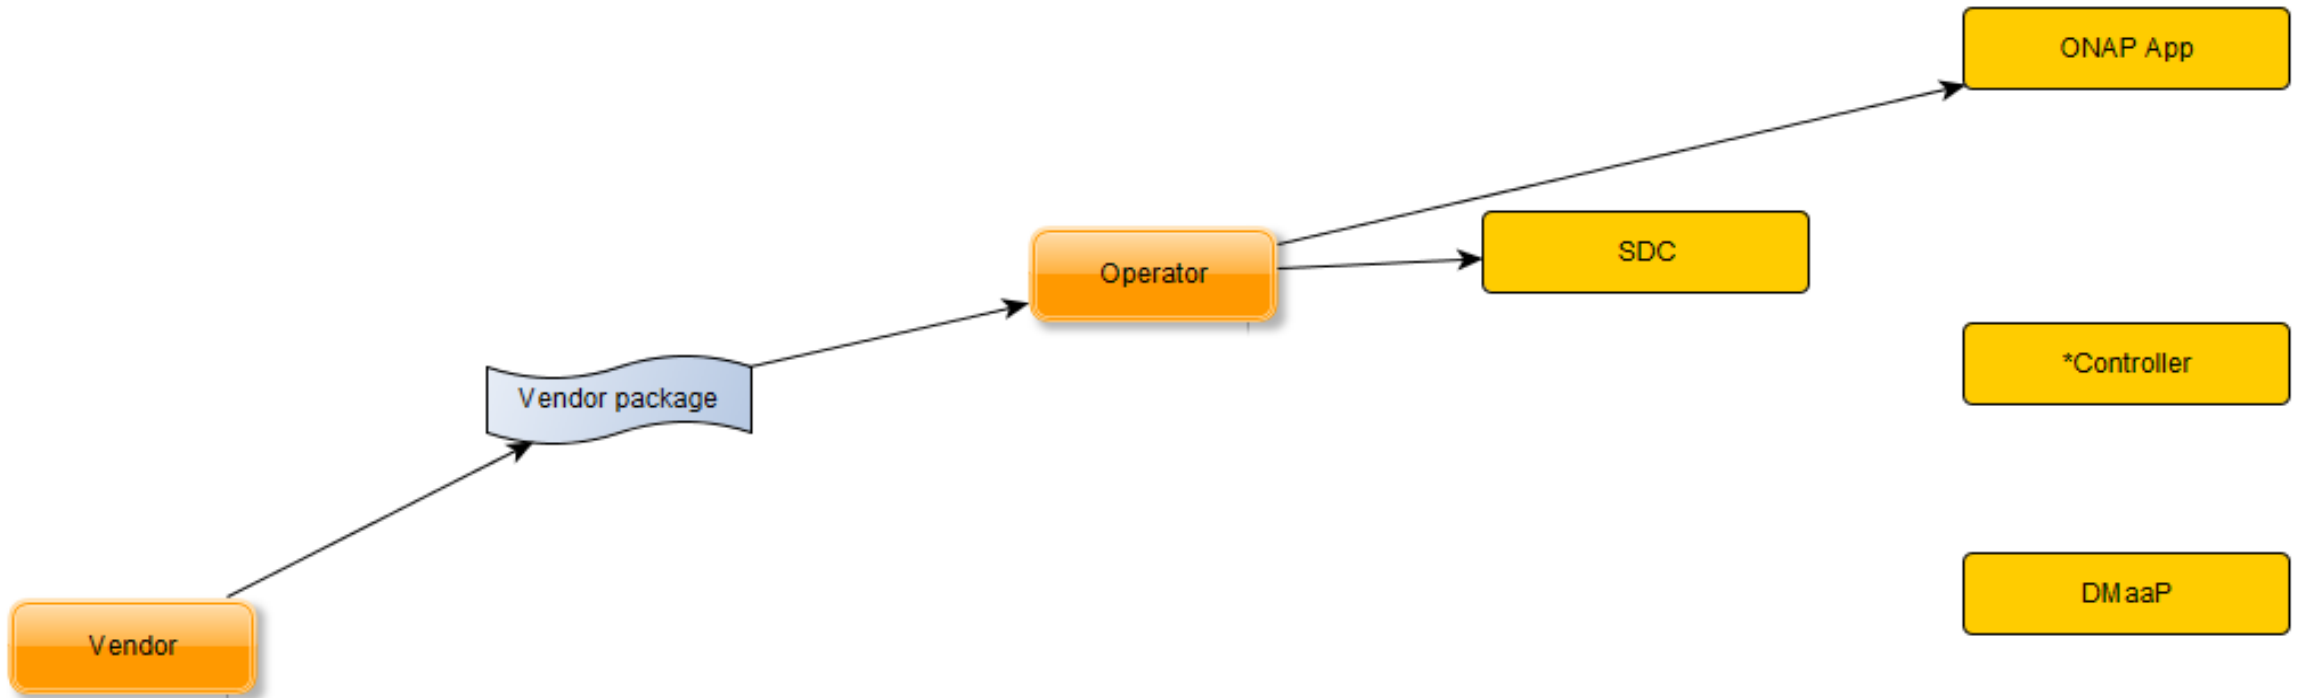 ONAP App
SDC
Operator
*Controller
Vendor package
DMaaP
Vendor